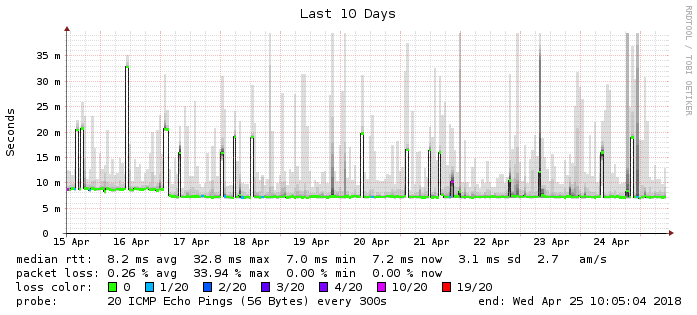 Last 10 Days
RRDTOOL / TOBI OETIKER
Seconds
35 m
30 m
25 m
20 m
15 m
10 m
5 m
0
15 Apr 16 Apr 17 Apr 18 Apr 19 Apr 20 Apr 21 Apr 22 Apr 23 Apr 24 Apr
median rtt: 8.2 ms avg 32.8 ms max 7.0 ms min 7.2 ms now 3.1 ms sd 2.7 am/s
packet loss: 0.26 % avg 33.94 % max 0.00 % min 0.00 % now
loss color: 0 1/20 2/20 3/20 4/20 10/20 19/20
probe: 20 ICMP Echo Pings (56 Bytes) every 300s end: Wed Apr 25 10:05:04 2018